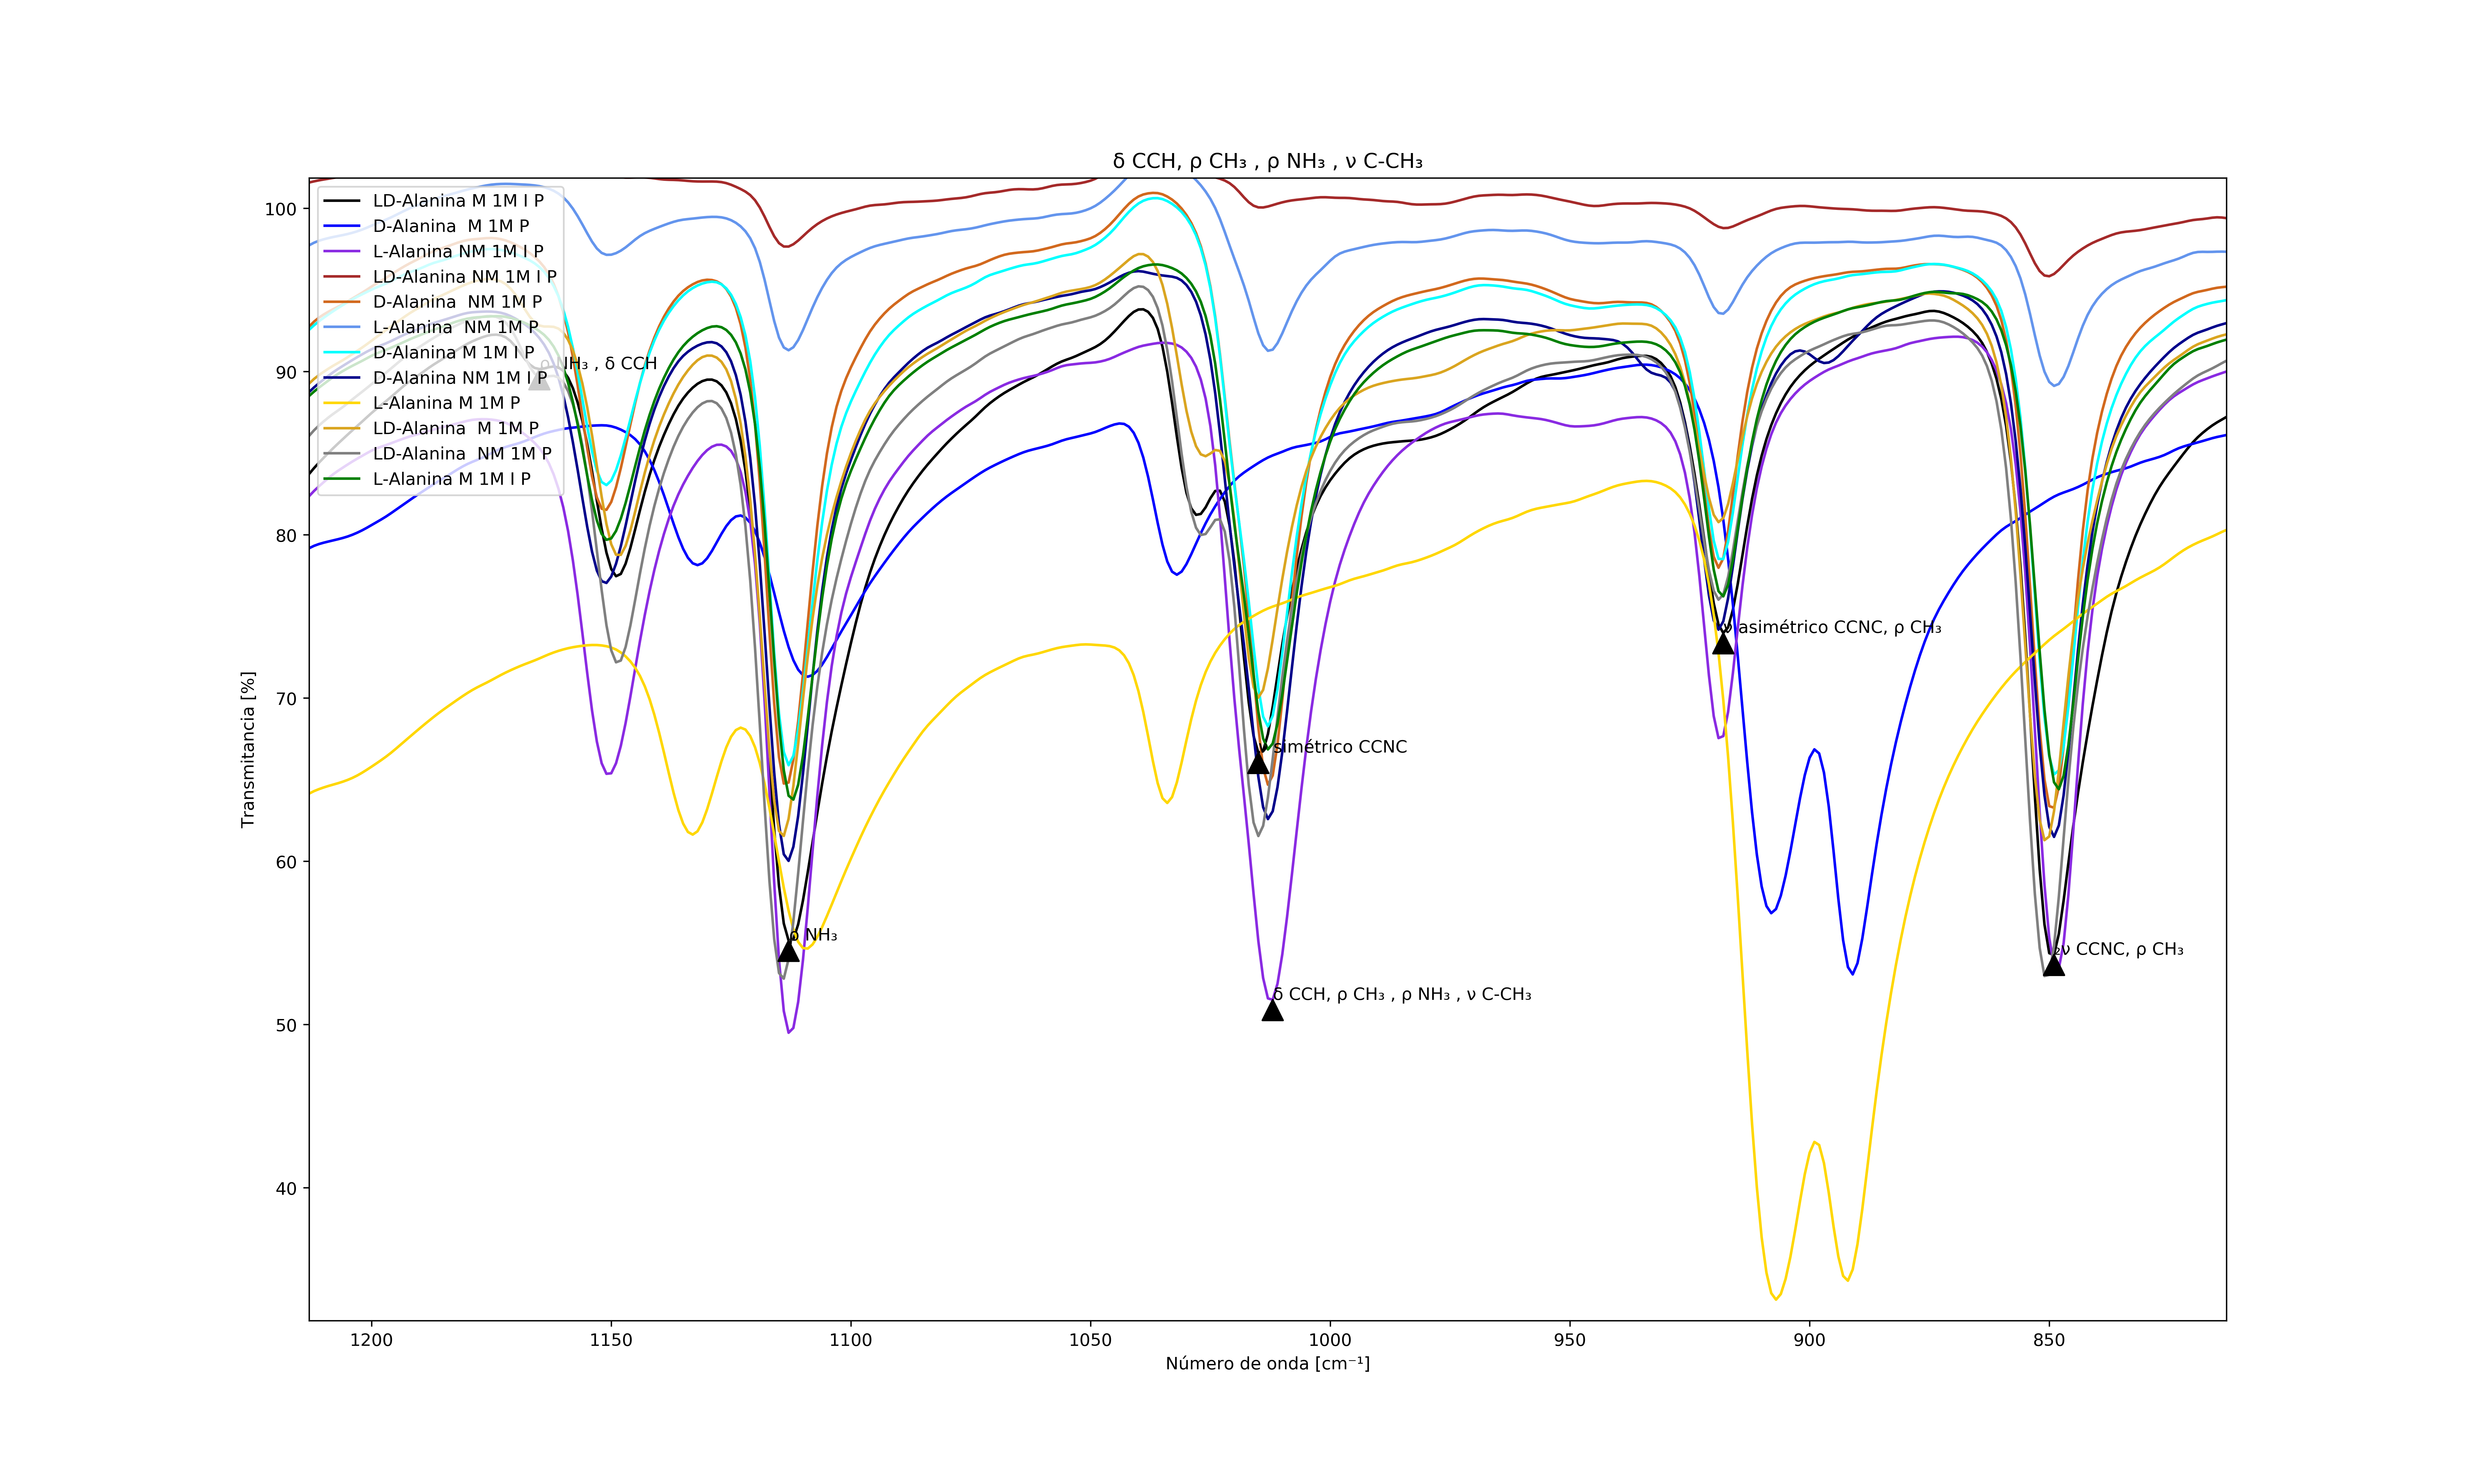 δ CCH, ρ CH₃ , ρ NH₃ , ν C-CH₃
100
90
80
70
60
50
40
Transmitancia [%]
LD-Alanina M 1M I P
D-Alanina  M 1M P
L-Alanina NM 1M I P
LD-Alanina NM 1M I P
D-Alanina  NM 1M P
L-Alanina  NM 1M P
D-Alanina M 1M I P
D-Alanina NM 1M I P
L-Alanina M 1M P
LD-Alanina  M 1M P
LD-Alanina  NM 1M P
L-Alanina M 1M I P
ρ NH₃ , δ CCH
ν asimétrico CCNC, ρ CH₃
simétrico CCNC
ρ NH₃
₂ν CCNC, ρ CH₃
δ CCH, ρ CH₃ , ρ NH₃ , ν C-CH₃
1200 1150 1100 1050 1000 950 900 850
Número de onda [cm⁻¹]